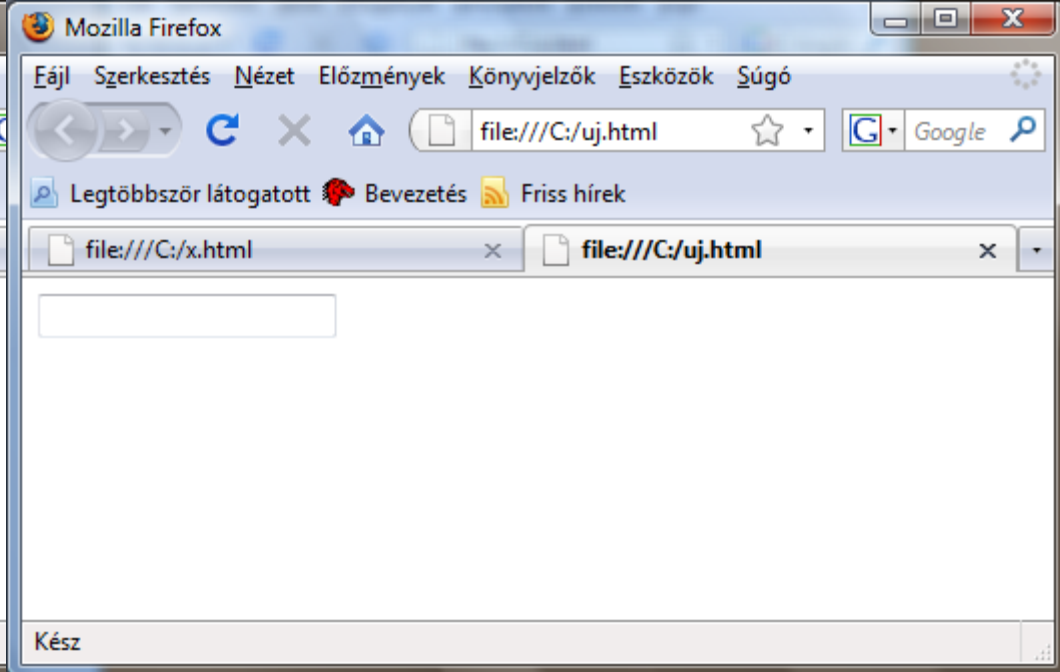 Mozilla Firefox
Fájl Szerkesztés Nézet Előzmények Könyvjelzők Eszközök Súgó
file:///C:/uj.html G Google
Legtöbbször látogatott Bevezetés Friss hírek
file:///C:/x.html file:///C:/uj.html
Kész